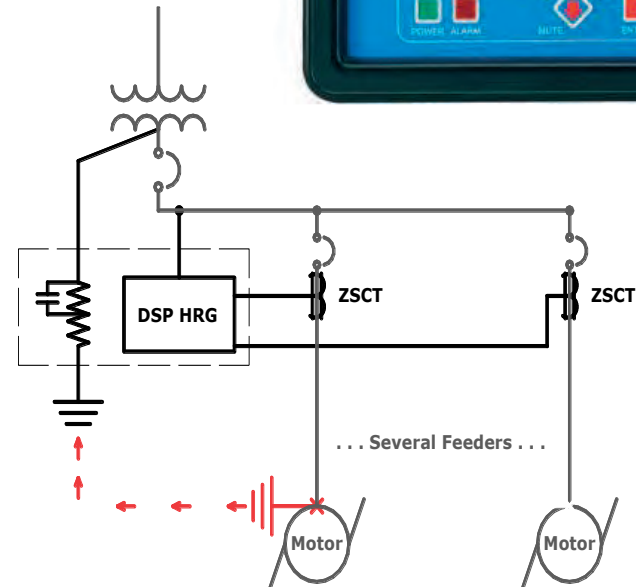 POWER ALARM MUTE
DSP HRG
ZSCT
ZSCT
. . . Several Feeders . . .
Motor
Motor